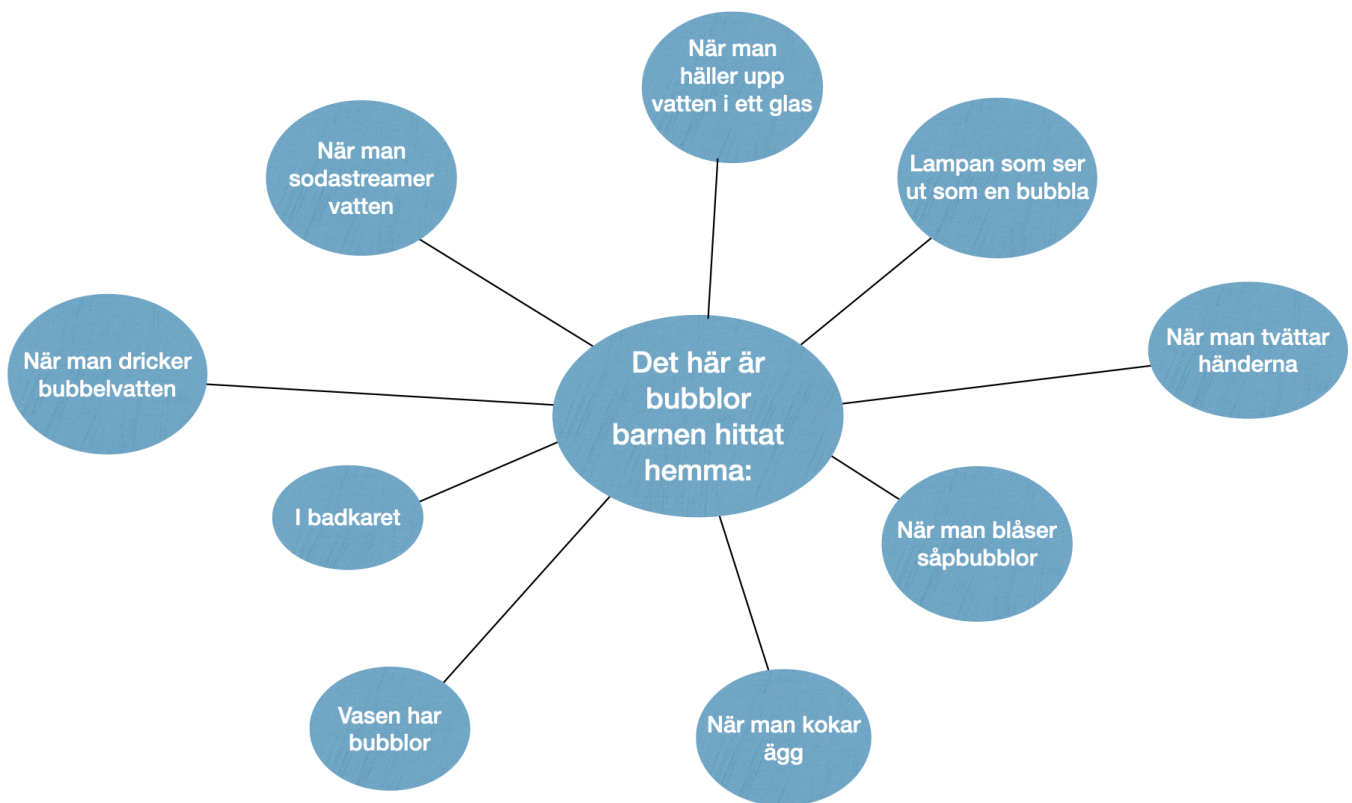 När man
häller upp
vatten i ett glas
När man
sodastreamer
vatten
Lampan som ser
ut som en bubbla
När man dricker
bubbelvatten
Det här är
bubblor
barnen hittat
hemma:
När man tvättar
händerna
I badkaret
När man blåser
såpbubblor
Vasen har
bubblor
När man kokar
ägg